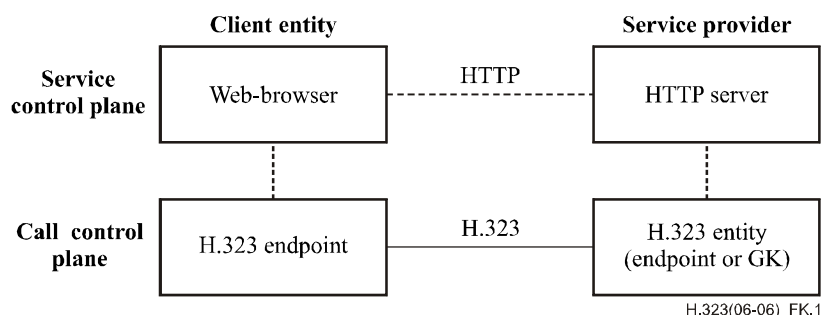 Client entity
Service provider
Service
control plane
Web-browser
HTTP
HTTP server
Call control
plane
H.323 endpoint
H.323
H.323 entity
(endpoint or GK)
H.323(06-06)_FK.1